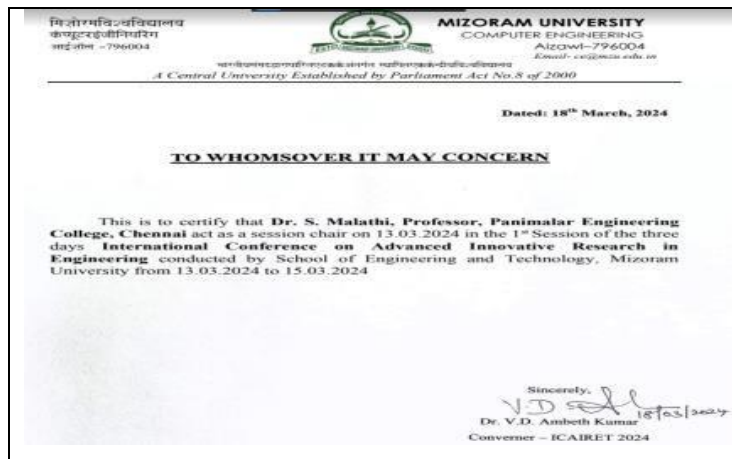 मिज़ोरमविश्वविद्यालय
कंप्यूटरइंजीनियरिंग
आईजोल -796004
MIZORAM UNIVERSITY
COMPUTER ENGINEERING
Aizawl-796004
Email- ce@mzu.edu.in
A Central University Established by Parliament Act No.8 of 2000
Dated: 18th March, 2024
TO WHOMSOVER IT MAY CONCERN
This is to certify that Dr. S. Malathi, Professor, Panimalar Engineering
College, Chennai act as a session chair on 13.03.2024 in the 1st Session of the three
days International Conference on Advanced Innovative Research in
Engineering conducted by School of Engineering and Technology, Mizoram
University from 13.03.2024 to 15.03.2024
Sincerely,
V.D
18/03/2024
Dr. V.D. Ambeth Kumar
Converner – ICAIRET 2024